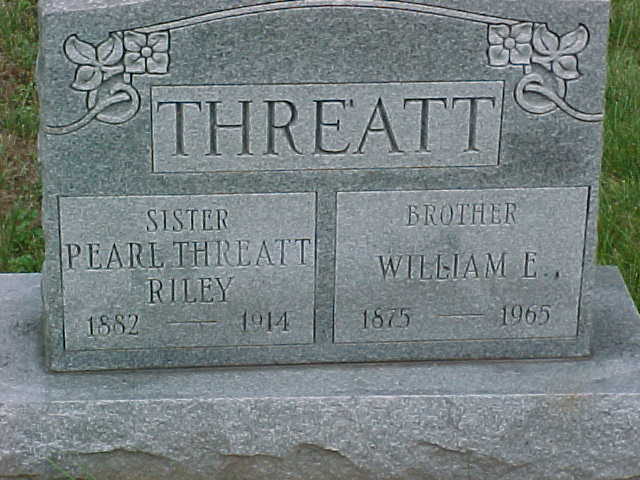 THREATT
SISTER
PEARL THREATT
RILEY
1882 — 1914
BROTHER
WILLIAM E.
1875 — 1965